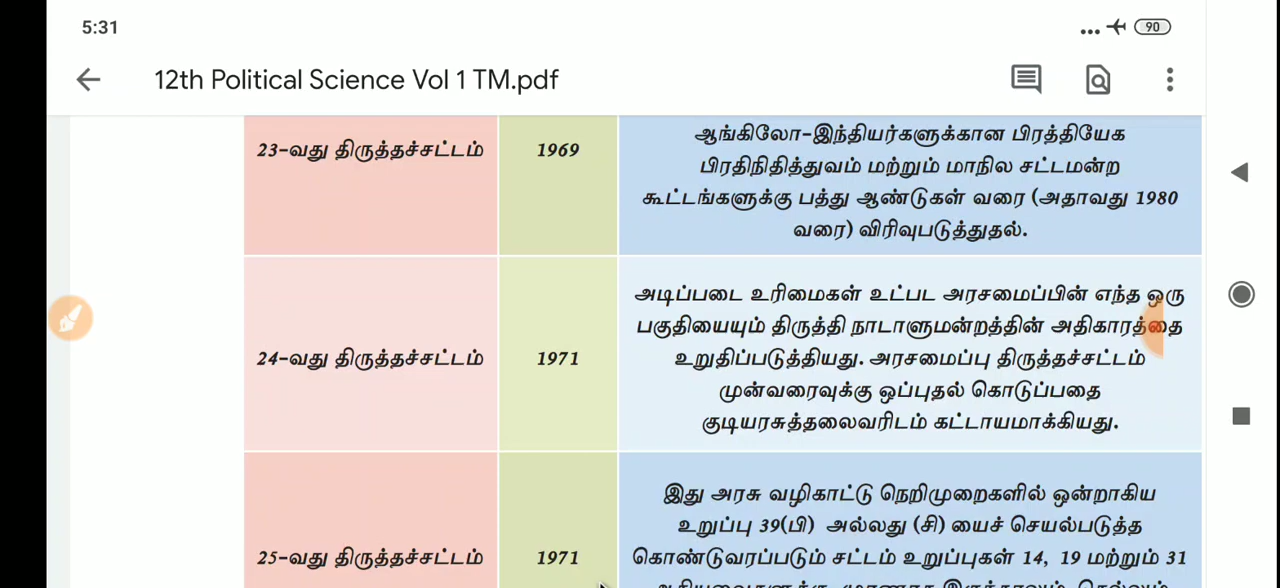 5:31
... 90
12th Political Science Vol 1 TM.pdf
23-வது திருத்தச்சட்டம்
1969
ஆங்கிலோ-இந்தியர்களுக்கான பிரத்தியேக
பிரதிநிதித்துவம் மற்றும் மாநில சட்டமன்ற
கூட்டங்களுக்கு பத்து ஆண்டுகள் வரை (அதாவது 1980
வரை) விரிவுபடுத்துதல்.
24-வது திருத்தச்சட்டம்
1971
அடிப்படை உரிமைகள் உட்பட அரசமைப்பின் எந்த ஒரு
பகுதியையும் திருத்தி நாடாளுமன்றத்தின் அதிகாரத்தை
உறுதிப்படுத்தியது. அரசமைப்பு திருத்தச்சட்டம்
முன்வரைவுக்கு ஒப்புதல் கொடுப்பதை
குடியரசுத்தலைவரிடம் கட்டாயமாக்கியது.
25-வது திருத்தச்சட்டம்
1971
இது அரசு வழிகாட்டு நெறிமுறைகளில் ஒன்றாகிய
உறுப்பு 39(பி) அல்லது (சி) யைச் செயல்படுத்த
கொண்டுவரப்படும் சட்டம் உறுப்புகள் 14, 19 மற்றும் 31